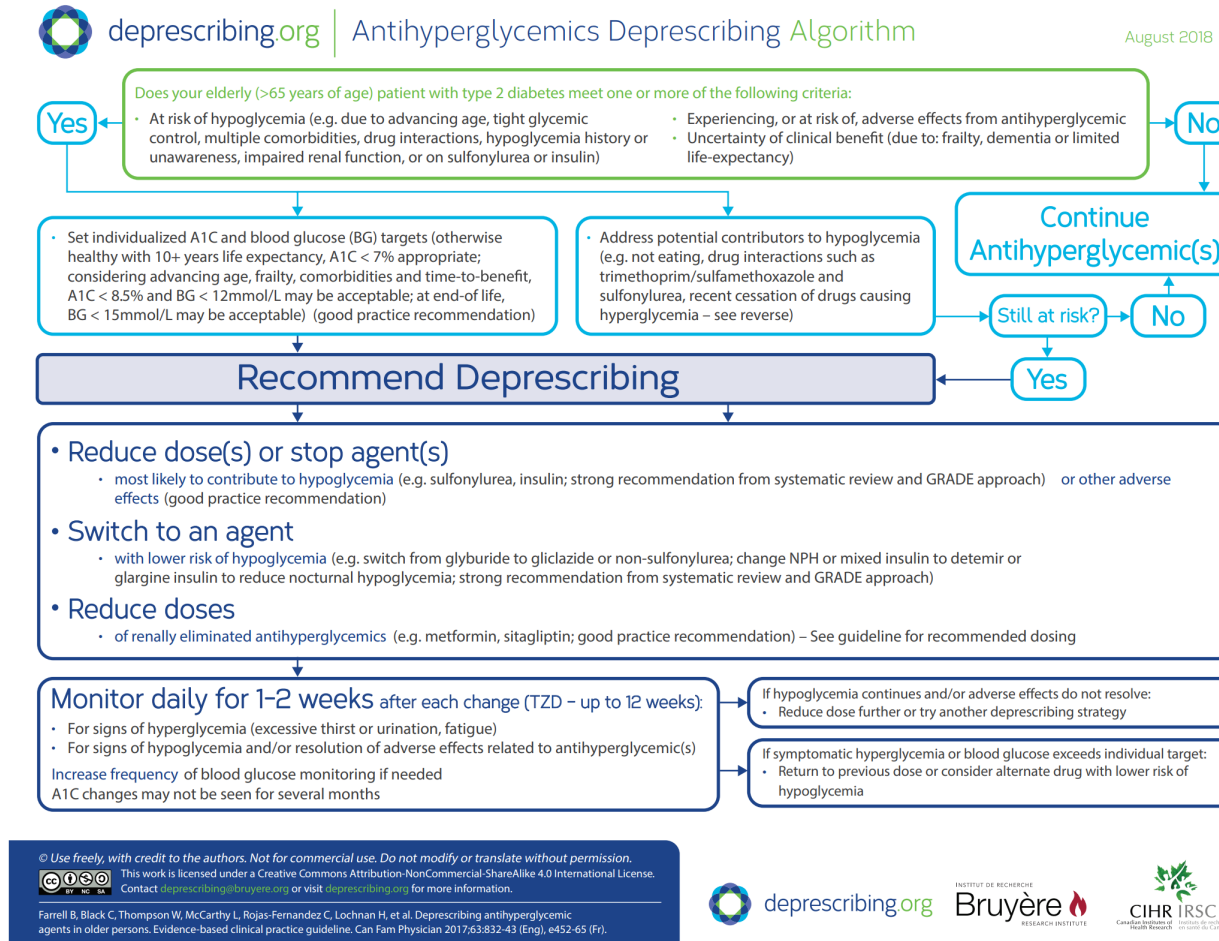 deprescribing.org | Antihyperglycemics Deprescribing Algorithm
August 2018
Does your elderly (>65 years of age) patient with type 2 diabetes meet one or more of the following criteria:
Yes
• At risk of hypoglycemia (e.g. due to advancing age, tight glycemic
control, multiple comorbidities, drug interactions, hypoglycemia history or
unawareness, impaired renal function, or on sulfonylurea or insulin)
• Experiencing, or at risk of, adverse effects from antihyperglycemic
• Uncertainty of clinical benefit (due to: frailty, dementia or limited
life-expectancy)
No
• Set individualized A1C and blood glucose (BG) targets (otherwise
healthy with 10+ years life expectancy, A1C < 7% appropriate;
considering advancing age, frailty, comorbidities and time-to-benefit,
A1C < 8.5% and BG < 12mmol/L may be acceptable; at end-of life,
BG < 15mmol/L may be acceptable) (good practice recommendation)
• Address potential contributors to hypoglycemia
(e.g. not eating, drug interactions such as
trimethoprim/sulfamethoxazole and
sulfonylurea, recent cessation of drugs causing
hyperglycemia – see reverse)
Continue
Antihyperglycemic(s)
Still at risk?
No
Yes
Recommend Deprescribing
• Reduce dose(s) or stop agent(s)
• most likely to contribute to hypoglycemia (e.g. sulfonylurea, insulin; strong recommendation from systematic review and GRADE approach) or other adverse
effects (good practice recommendation)
• Switch to an agent
• with lower risk of hypoglycemia (e.g. switch from glyburide to gliclazide or non-sulfonylurea; change NPH or mixed insulin to detemir or
glargine insulin to reduce nocturnal hypoglycemia; strong recommendation from systematic review and GRADE approach)
• Reduce doses
• of renally eliminated antihyperglycemics (e.g. metformin, sitagliptin; good practice recommendation) – See guideline for recommended dosing
Monitor daily for 1-2 weeks after each change (TZD – up to 12 weeks):
• For signs of hyperglycemia (excessive thirst or urination, fatigue)
• For signs of hypoglycemia and/or resolution of adverse effects related to antihyperglycemic(s)
Increase frequency of blood glucose monitoring if needed
A1C changes may not be seen for several months
If hypoglycemia continues and/or adverse effects do not resolve:
• Reduce dose further or try another deprescribing strategy
If symptomatic hyperglycemia or blood glucose exceeds individual target:
• Return to previous dose or consider alternate drug with lower risk of
hypoglycemia
© Use freely, with credit to the authors. Not for commercial use. Do not modify or translate without permission.
cc BY NC SA
This work is licensed under a Creative Commons Attribution-NonCommercial-ShareAlike 4.0 International License.
Contact deprescribing@bruyere.org or visit deprescribing.org for more information.
Farrell B, Black C, Thompson W, McCarthy L, Rojas-Fernandez C, Lochnan H, et al. Deprescribing antihyperglycemic
agents in older persons. Evidence-based clinical practice guideline. Can Fam Physician 2017;63:832-43 (Eng), e452-65 (Fr).
deprescribing.org
INSTITUT DE RECHERCHE
Bruyère
RESEARCH INSTITUTE
CIHR IRSC
Canadian Institutes of
Health Research